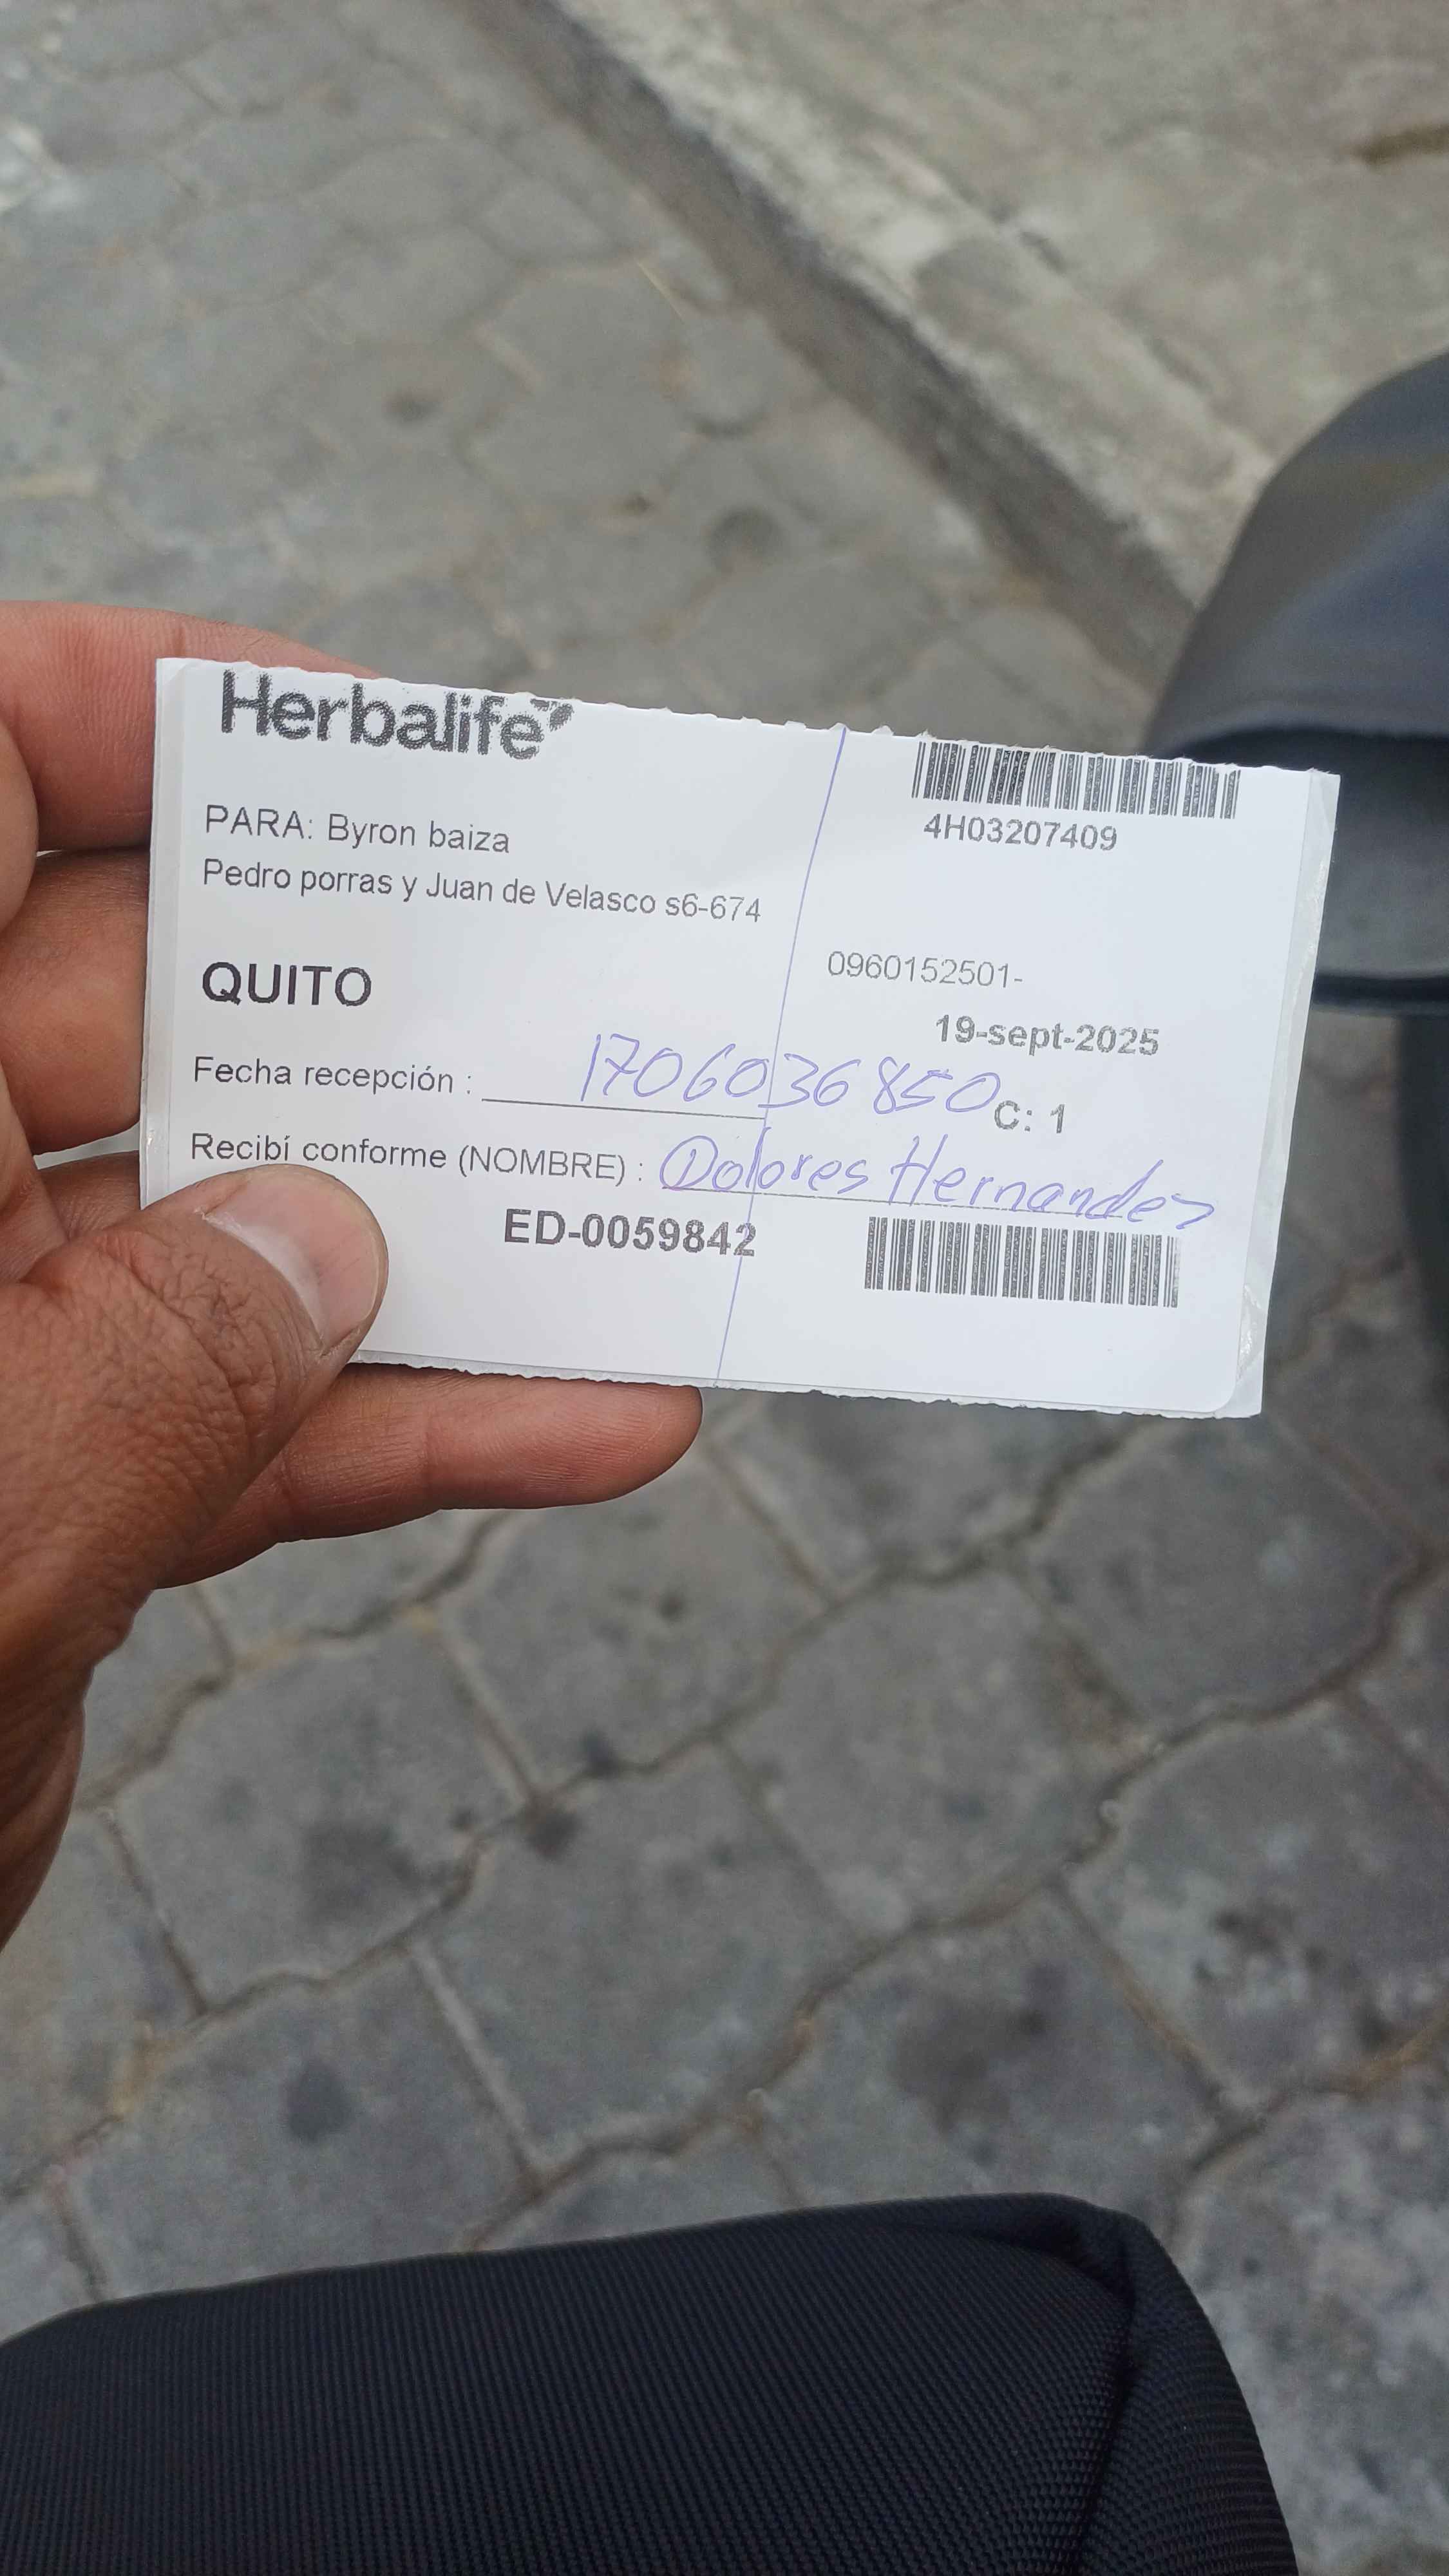 Herbalife
4H03207409
PARA: Byron baiza
Pedro porras y Juan de Velasco s6-674
0960152501-
QUITO
19-sept-2025
Fecha recepción : 1706036850 C: 1
Recibí conforme (NOMBRE) : Dolores Hernandez
ED-0059842